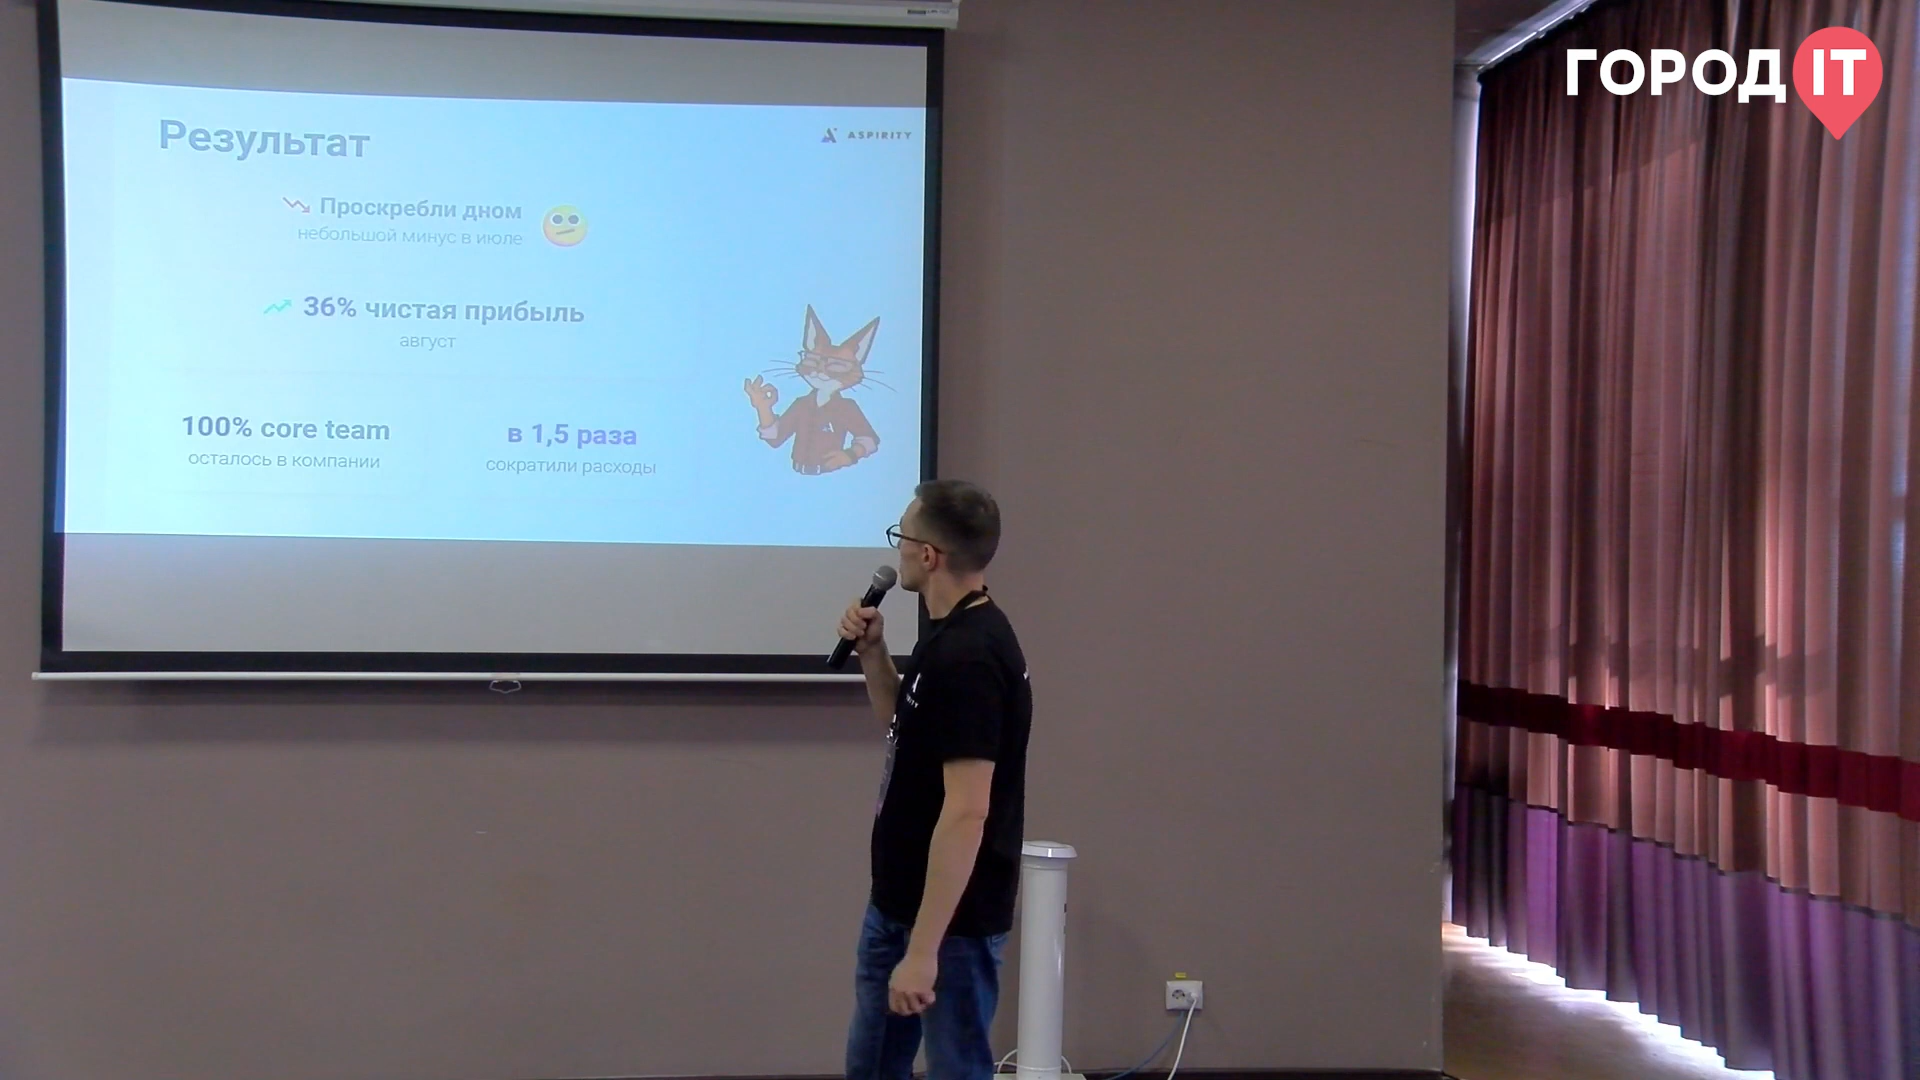 ГОРОД IT
Результат
ASPIRITY
Проскребли дном
небольшой минус в июле
36% чистая прибыль
август
100% core team
осталось в компании
в 1,5 раза
сократили расходы